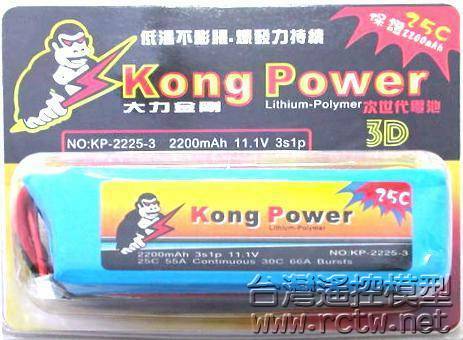 低溫不膨脹‧爆發力持續
保證25C
2200mAh
Kong Power
大力金剛
Lithium-Polymer
次世代電池
NO:KP-2225-3 2200mAh 11.1V 3s1p
3D
25C
Kong Power
Lithium-Polymer
2200mAh 3s1p 11.1V NO:KP-2225-3
25C 55A Continuous 30C 66A Bursts
台灣遙控模型
www.rctw.net